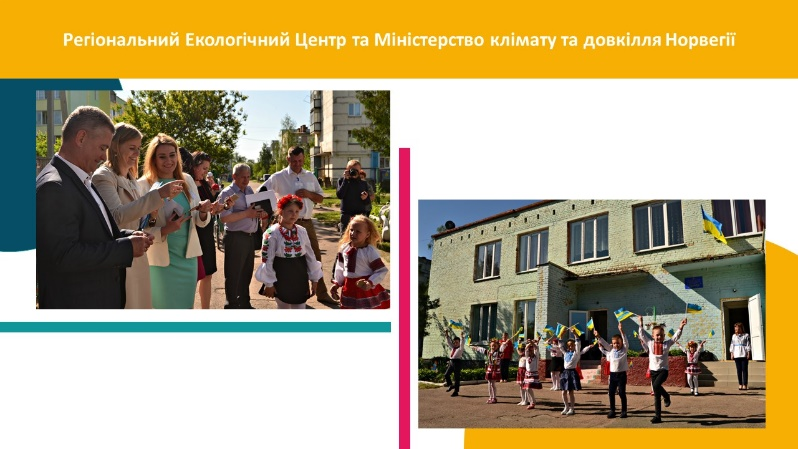 Регіональний Екологічний Центр та Міністерство клімату та довкілля Норвегії